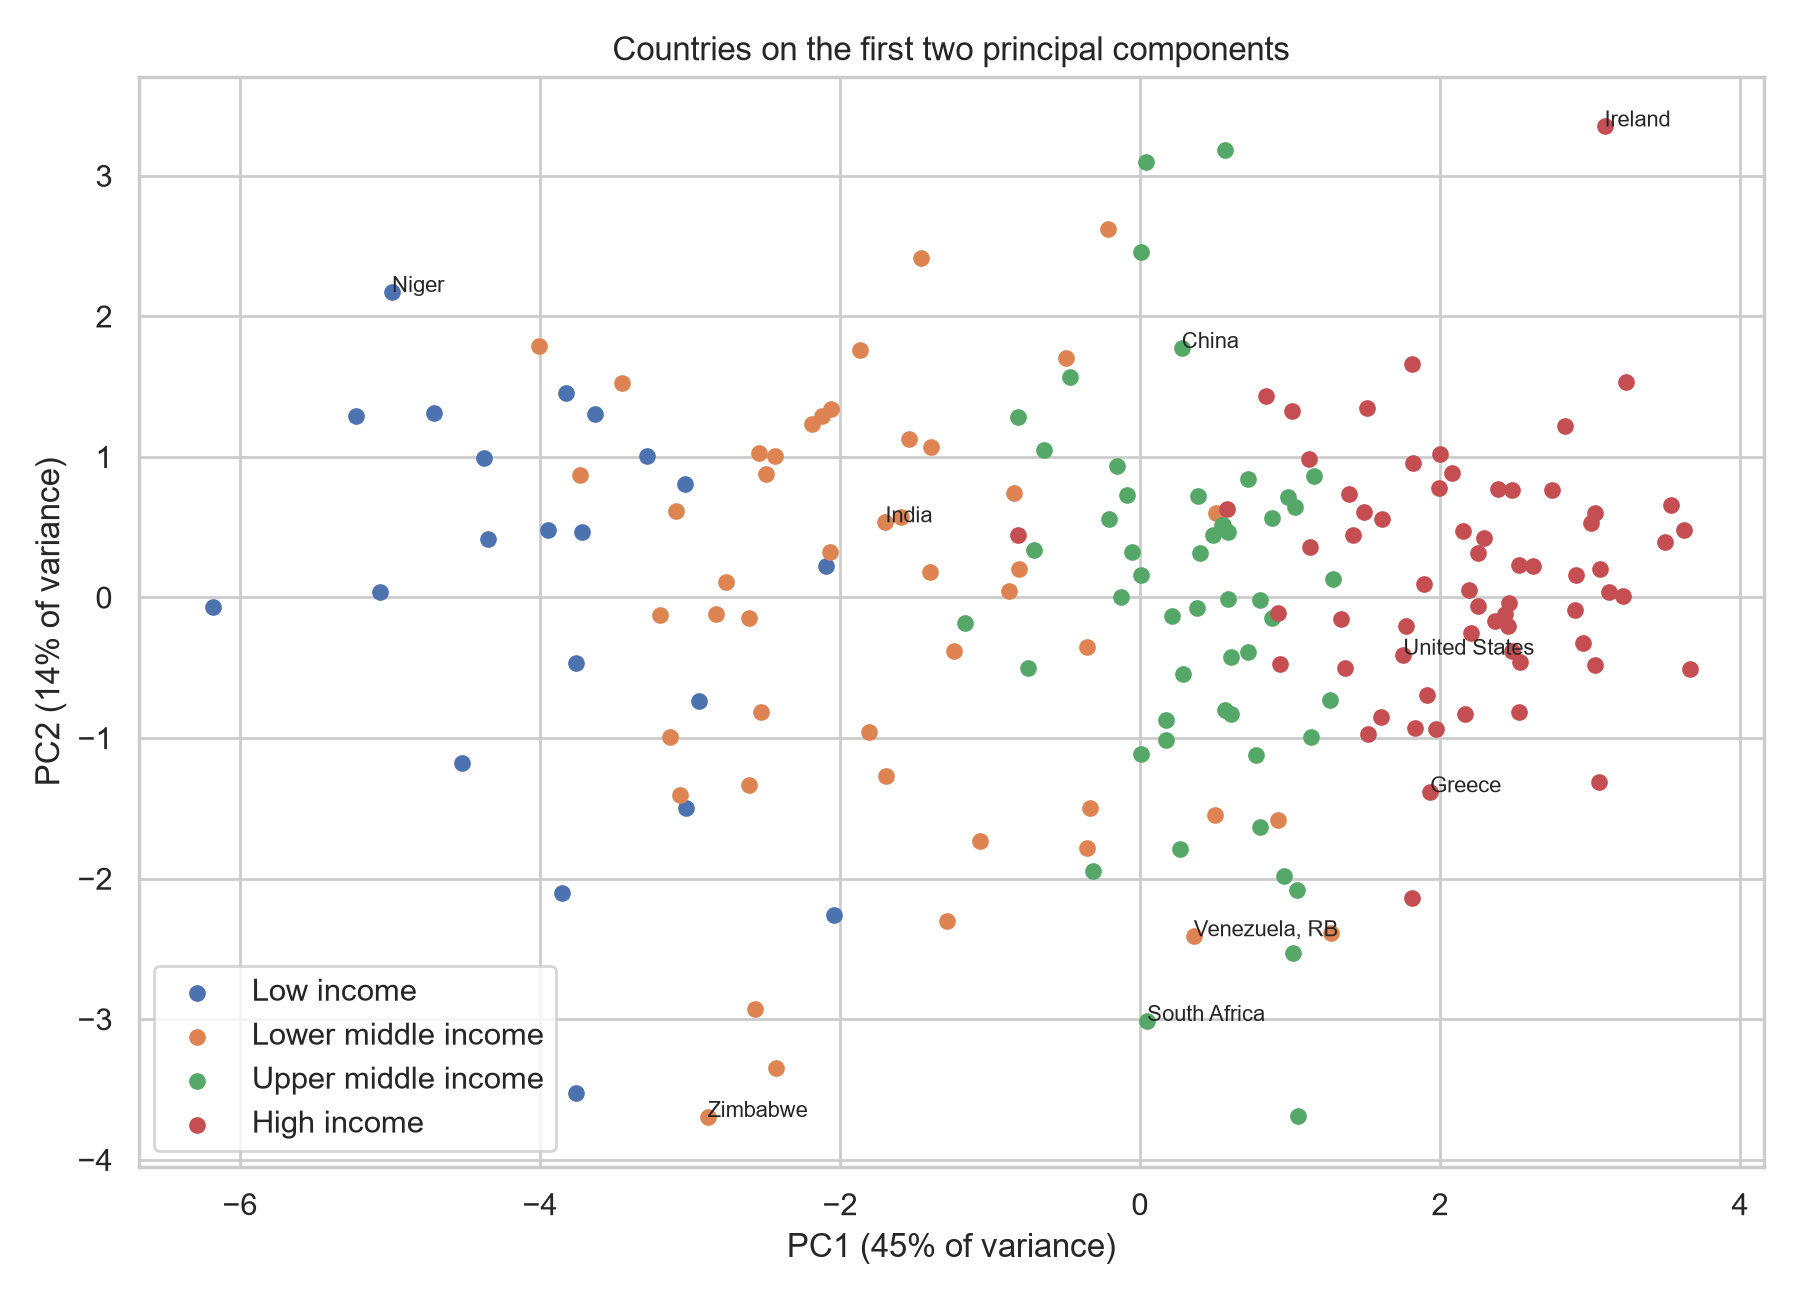 Countries on the first two principal components
Ireland
Niger
China
India
United States
Greece
Venezuela, RB
South Africa
Zimbabwe
Low income
Lower middle income
Upper middle income
High income
3
2
1
0
−1
−2
−3
−4
PC2 (14% of variance)
−6
−4
−2
0
2
4
PC1 (45% of variance)